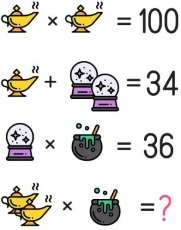 × = 100
+ = 34
× = 36
× = ?